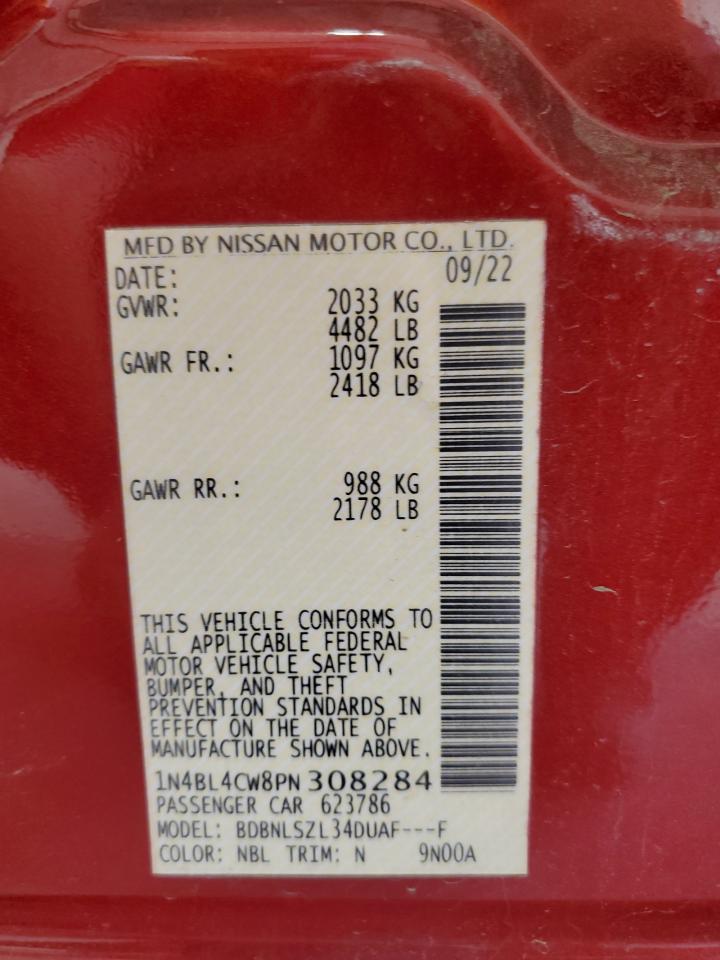 MFD BY NISSAN MOTOR CO., LTD.
DATE: 09/22
GVWR: 2033 KG
4482 LB
GAWR FR.: 1097 KG
2418 LB
GAWR RR.: 988 KG
2178 LB
THIS VEHICLE CONFORMS TO
ALL APPLICABLE FEDERAL
MOTOR VEHICLE SAFETY,
BUMPER, AND THEFT
PREVENTION STANDARDS IN
EFFECT ON THE DATE OF
MANUFACTURE SHOWN ABOVE.
1N4BL4CW8PN308284
PASSENGER CAR 623786
MODEL: BDBNLSZL34DUAF---F
COLOR: NBL TRIM: N 9N00A